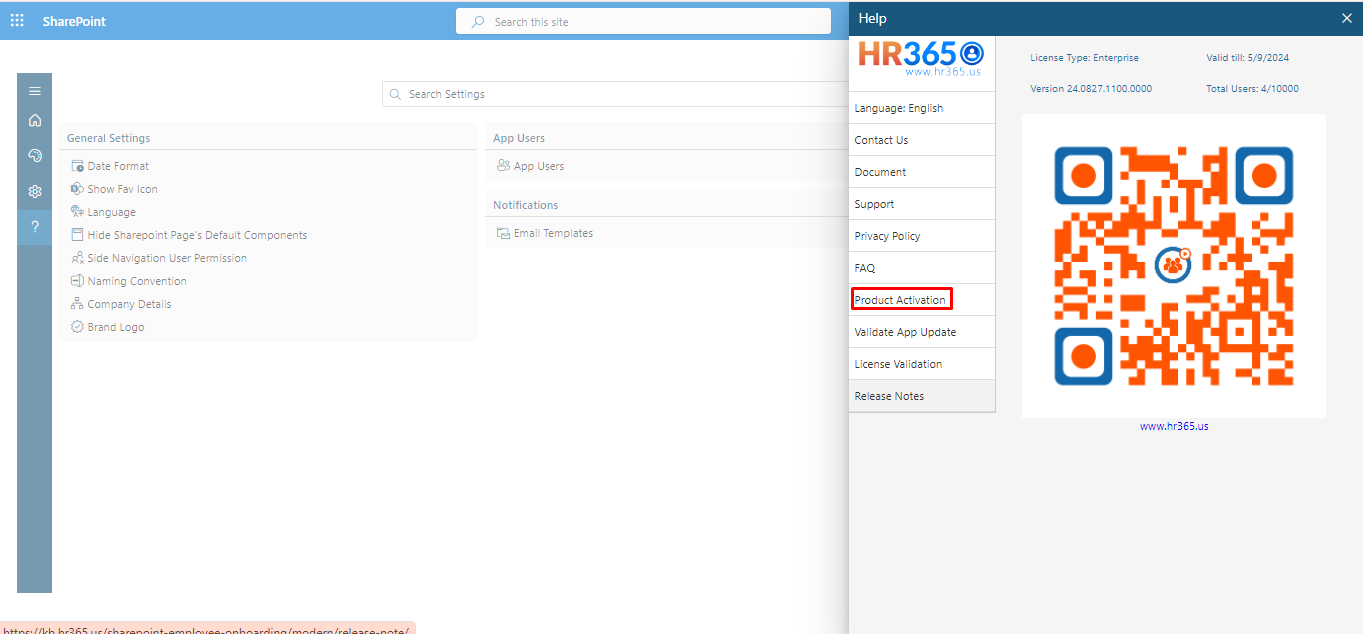 SharePoint
Search this site
Search Settings
General Settings
Date Format
Show Fav Icon
Language
Hide Sharepoint Page's Default Components
Side Navigation User Permission
Naming Convention
Company Details
Brand Logo
App Users
App Users
Notifications
Email Templates
https://kb.hr365.us/sharepoint-employee-onboarding/modern/release-note/
Help
HR365
www.hr365.us
Language: English
Contact Us
Document
Support
Privacy Policy
FAQ
Product Activation
Validate App Update
License Validation
Release Notes
License Type: Enterprise
Valid till: 5/9/2024
Version 24.0827.1100.0000
Total Users: 4/10000
www.hr365.us